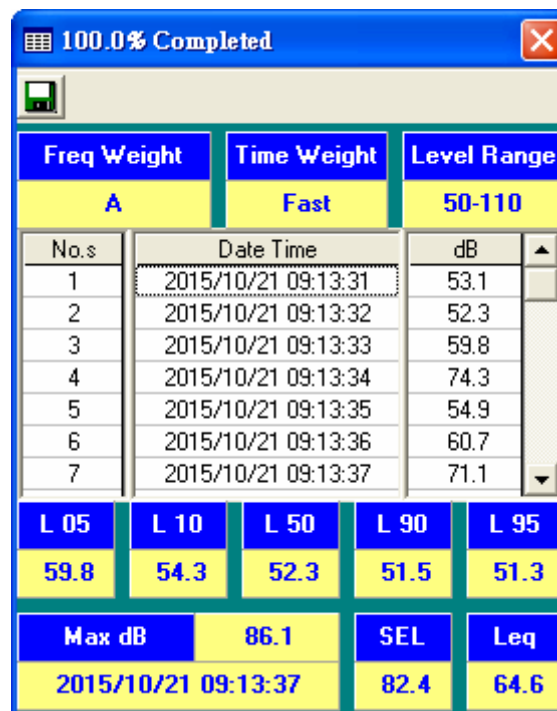 100.0% Completed
Freq Weight Time Weight Level Range
A Fast 50-110
No.s Date Time dB
1 2015/10/21 09:13:31 53.1
2 2015/10/21 09:13:32 52.3
3 2015/10/21 09:13:33 59.8
4 2015/10/21 09:13:34 74.3
5 2015/10/21 09:13:35 54.9
6 2015/10/21 09:13:36 60.7
7 2015/10/21 09:13:37 71.1
L 05 L 10 L 50 L 90 L 95
59.8 54.3 52.3 51.5 51.3
Max dB 86.1 SEL Leq
2015/10/21 09:13:37 82.4 64.6